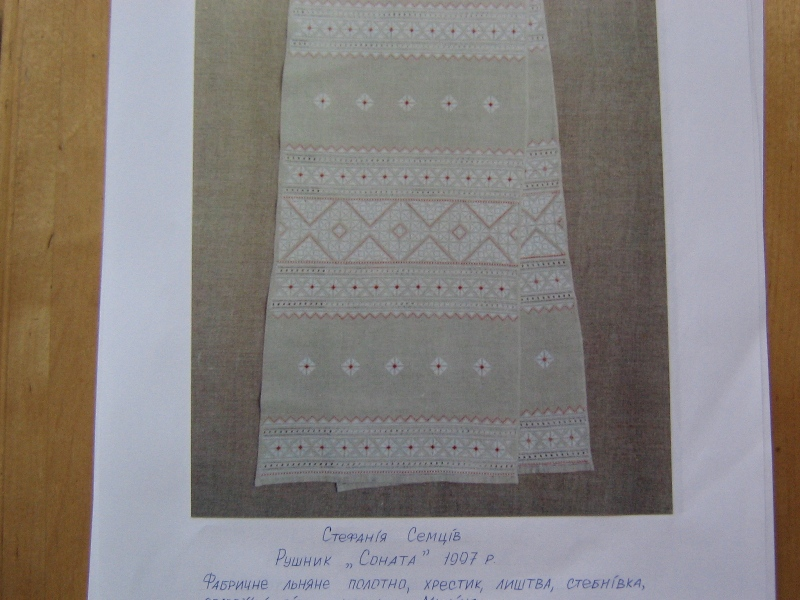 Стефанія Семців
Рушник „Соната” 1997 р.
Фабричне льняне полотно, хрестик, лиштва, стебнівка,